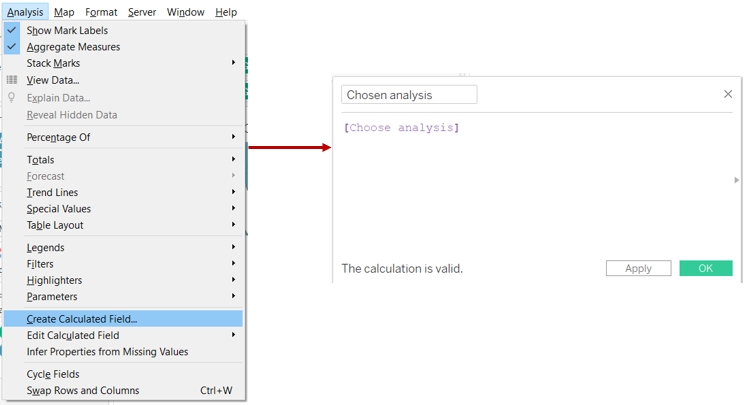 Analysis Map Format Server Window Help
Show Mark Labels
Aggregate Measures
Stack Marks
View Data...
Explain Data...
Reveal Hidden Data
Percentage Of
Totals
Forecast
Trend Lines
Special Values
Table Layout
Legends
Filters
Highlighters
Parameters
Create Calculated Field...
Edit Calculated Field
Infer Properties from Missing Values
Cycle Fields
Swap Rows and Columns Ctrl+W
Chosen analysis
[Choose analysis]
The calculation is valid.
Apply
OK